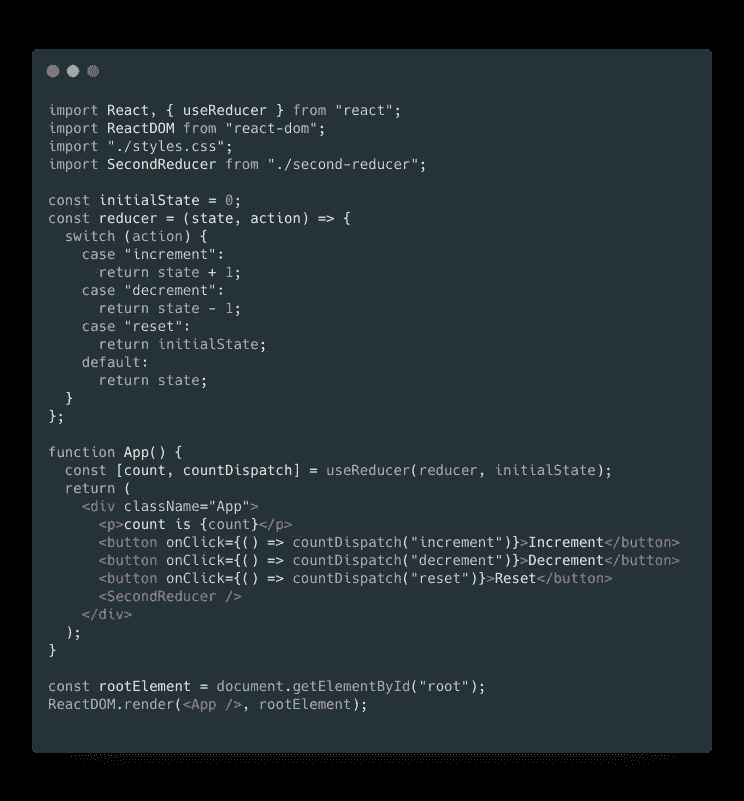 import React, { useReducer } from "react";
import ReactDOM from "react-dom";
import "./styles.css";
import SecondReducer from "./second-reducer";

const initialState = 0;
const reducer = (state, action) => {
  switch (action) {
    case "increment":
      return state + 1;
    case "decrement":
      return state - 1;
    case "reset":
      return initialState;
    default:
      return state;
  }
};

function App() {
  const [count, countDispatch] = useReducer(reducer, initialState);
  return (
    <div className="App">
      <p>count is {count}</p>
      <button onClick={() => countDispatch("increment")}>Increment</button>
      <button onClick={() => countDispatch("decrement")}>Decrement</button>
      <button onClick={() => countDispatch("reset")}>Reset</button>
      <SecondReducer />
    </div>
  );
}

const rootElement = document.getElementById("root");
ReactDOM.render(<App />, rootElement);